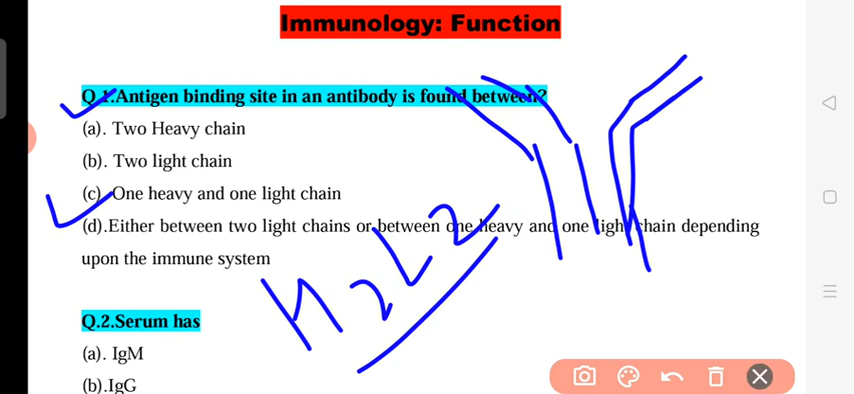 Immunology: Function
Q.1.Antigen binding site in an antibody is found between?
(a). Two Heavy chain
(b). Two light chain
(c). One heavy and one light chain
(d).Either between two light chains or between one heavy and one light chain depending
upon the immune system
H2L2
Q.2.Serum has
(a). IgM
(b).IgG